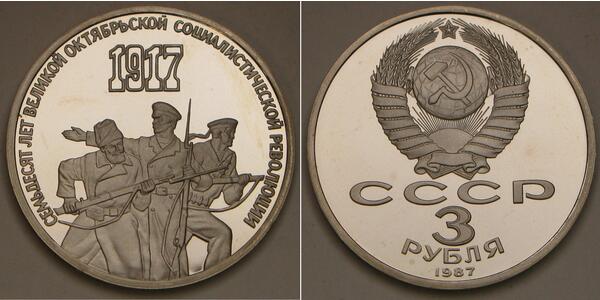 СЕМЬДЕСЯТ ЛЕТ ВЕЛИКОЙ ОКТЯБРЬСКОЙ СОЦИАЛИСТИЧЕСКОЙ РЕВОЛЮЦИИ
1917
СССР
3
РУБЛЯ
1987